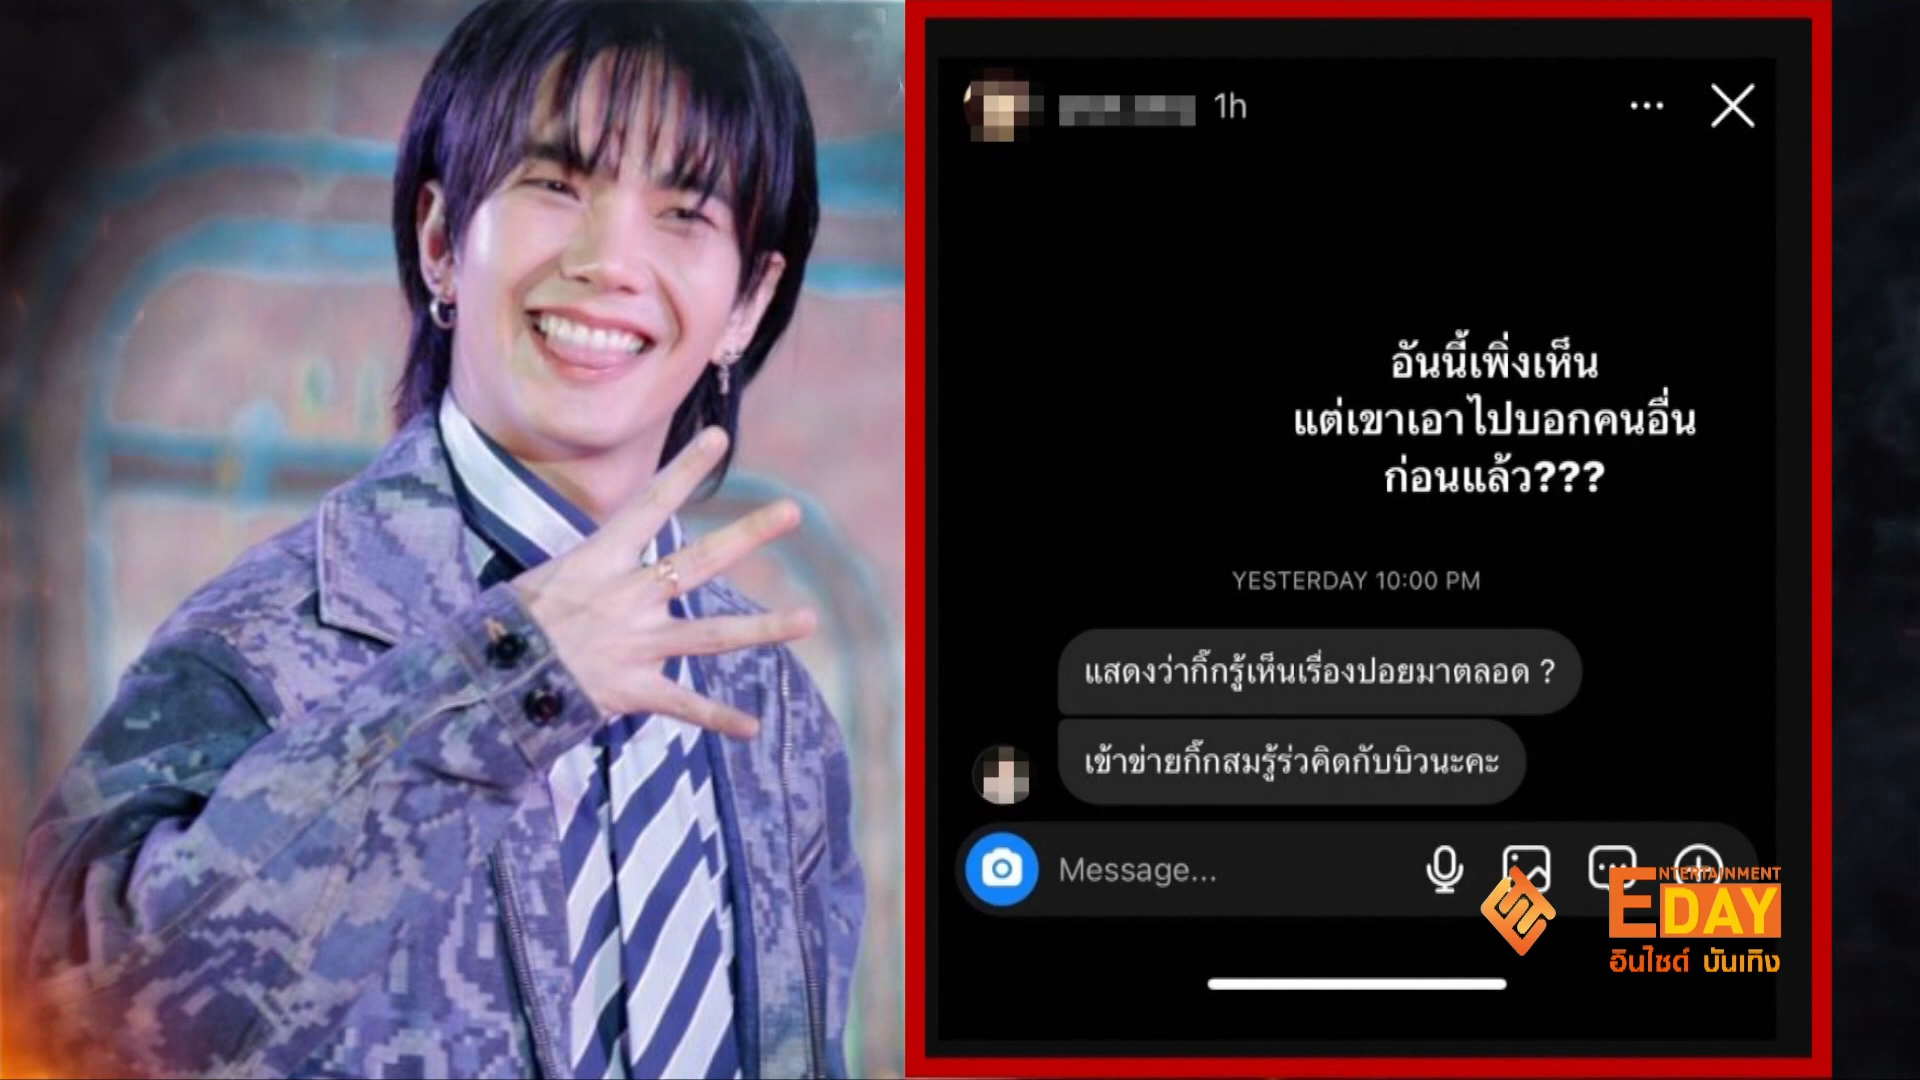 1h
อันนี้เพิ่งเห็น
แต่เขาเอาไปบอกคนอื่น
ก่อนแล้ว???
YESTERDAY 10:00 PM
แสดงว่ากิ๊กรู้เห็นเรื่องปอยมาตลอด ?
เข้าข่ายกิ๊กสมรู้ร่วคิดกับบิวนะคะ
Message...
ENTERTAINMENT
EDAY
อินไซต์ บันเทิง